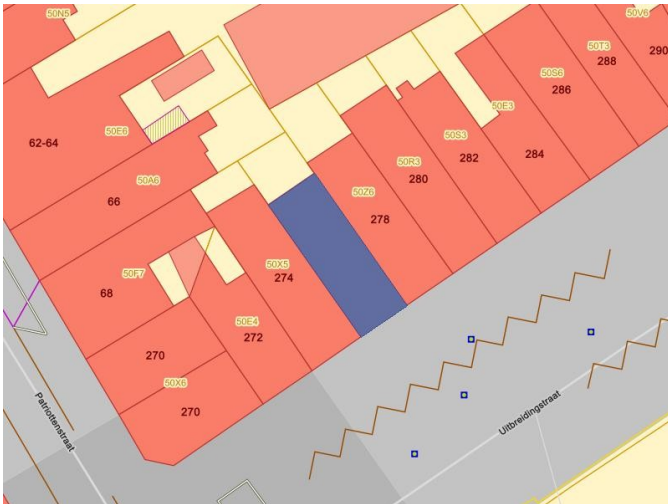 50N5
50V6
50T3
288
290
50S6
286
50E3
50E6
62-64
50S3
282
284
50R3
280
50A6
66
50Z6
278
50X5
274
50F7
68
50E4
272
270
50X6
270
Patriottenstraat
Uitbreidingstraat